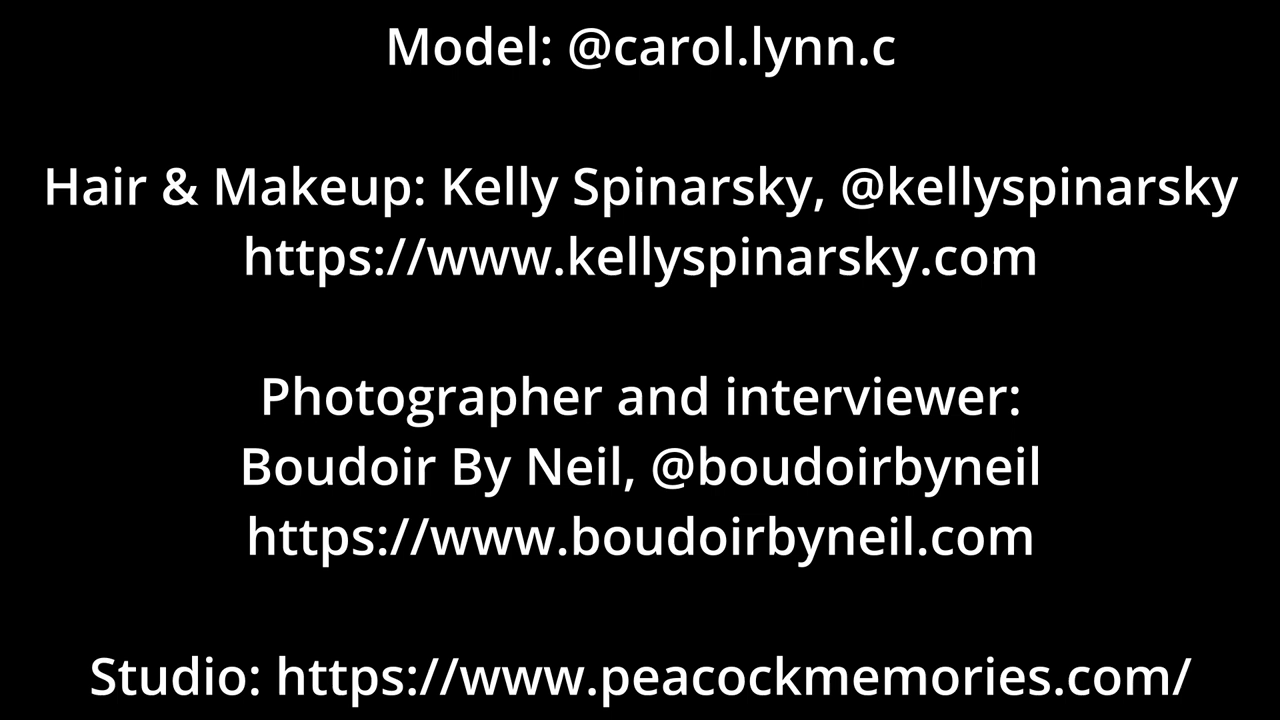 Model: @carol.lynn.c
Hair & Makeup: Kelly Spinarsky, @kellyspinarsky
https://www.kellyspinarsky.com
Photographer and interviewer:
Boudoir By Neil, @boudoirbyneil
https://www.boudoirbyneil.com
Studio: https://www.peacockmemories.com/